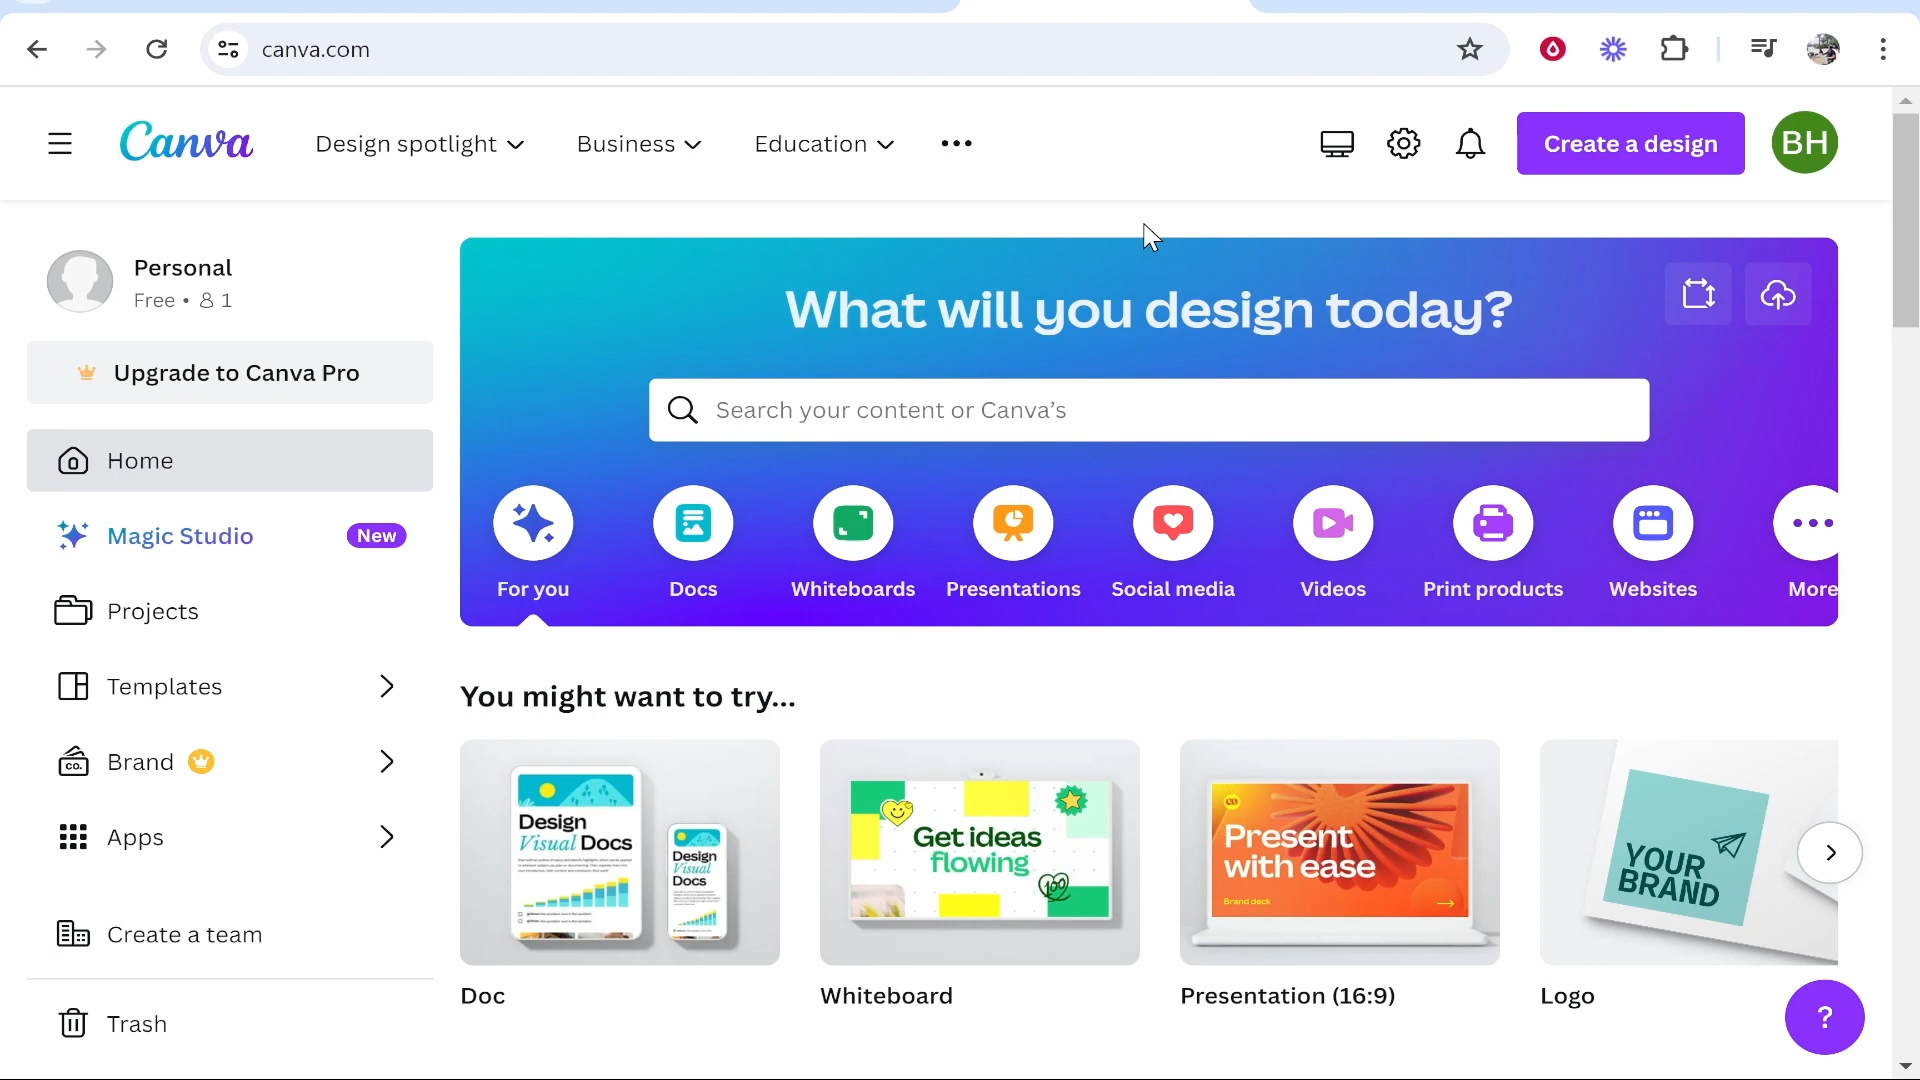 canva.com
Canva
Design spotlight
Business
Education
Create a design
BH
Personal
Free • 1
Upgrade to Canva Pro
Home
Magic Studio
New
Projects
Templates
co.
Brand
Apps
Create a team
Trash
What will you design today?
Search your content or Canva's
For you
Docs
Whiteboards
Presentations
Social media
Videos
Print products
Websites
More
You might want to try...
Design
Visual Docs
Design
Visual
Docs
Get ideas
flowing
100
Present
with ease
Brand deck
YOUR
BRAND
Doc
Whiteboard
Presentation (16:9)
Logo
?